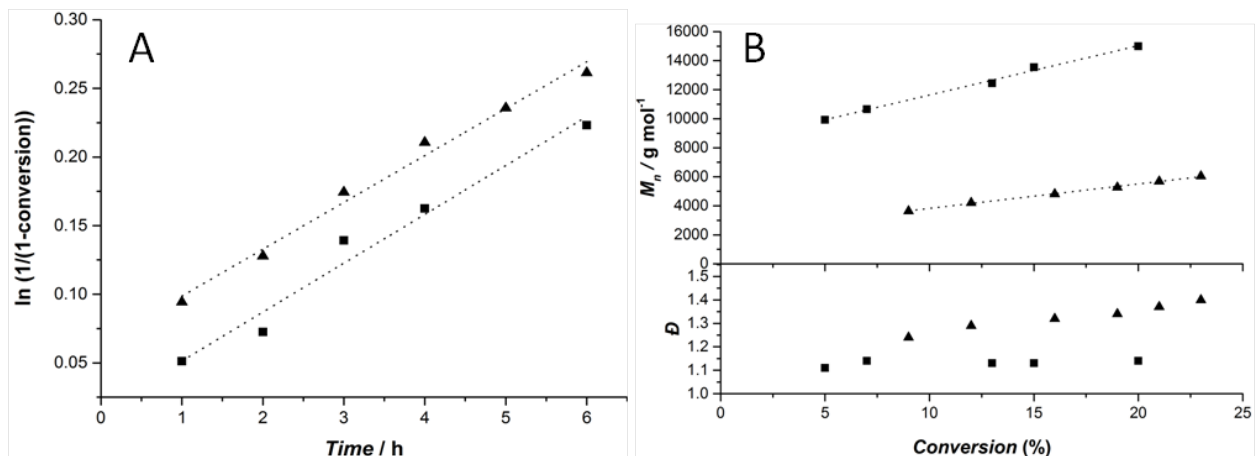 A
ln (1/(1-conversion))
0.30
0.25
0.20
0.15
0.10
0.05
0 1 2 3 4 5 6
Time / h
B
Mn / g mol-1
16000
14000
12000
10000
8000
6000
4000
2000
0
Đ
1.5
1.4
1.3
1.2
1.1
1.0
0 5 10 15 20 25
Conversion (%)